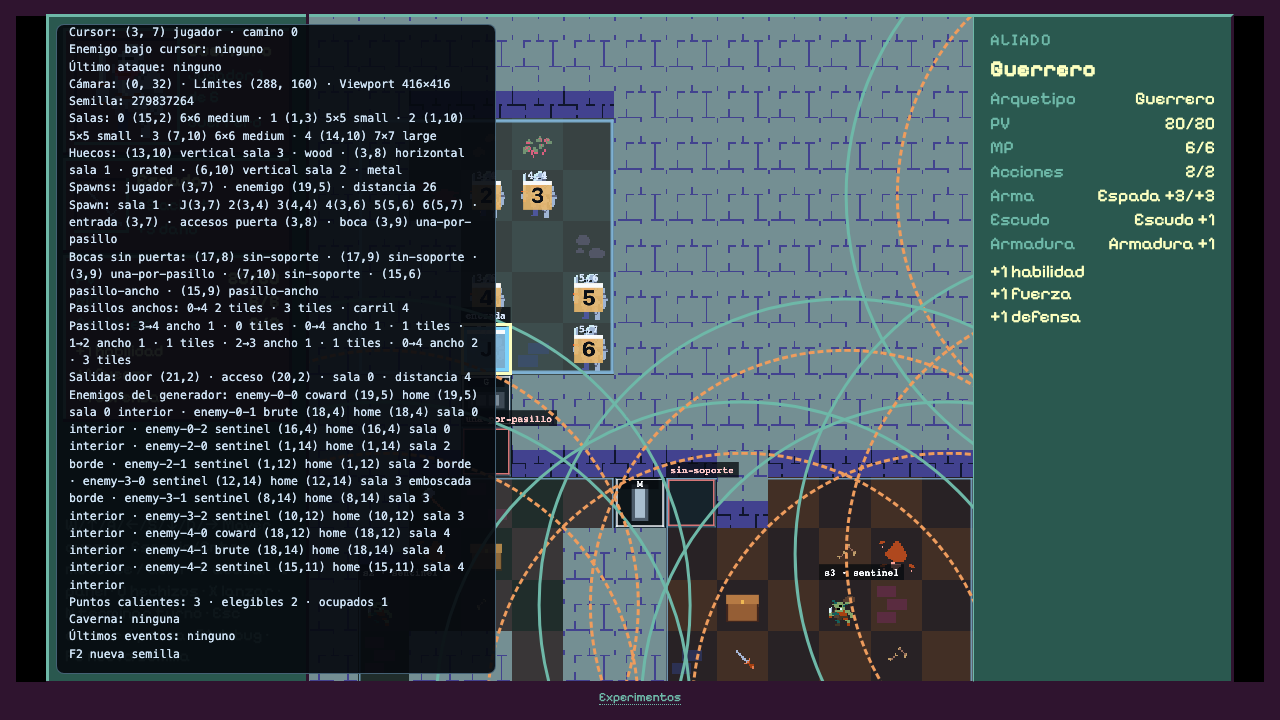 Cursor: (3, 7) jugador · camino 0
Enemigo bajo cursor: ninguno
Último ataque: ninguno
Cámara: (0, 32) · Límites (288, 160) · Viewport 416×416
Semilla: 279837264
Salas: 0 (15,2) 6×6 medium · 1 (1,3) 5×5 small · 2 (1,10)
5×5 small · 3 (7,10) 6×6 medium · 4 (14,10) 7×7 large
Huecos: (13,10) vertical sala 3 · wood · (3,8) horizontal
sala 1 · grated · (6,10) vertical sala 2 · metal
Spawns: jugador (3,7) · enemigo (19,5) · distancia 26
Spawn: sala 1 · J(3,7) 2(3,4) 3(4,4) 4(3,6) 5(5,6) 6(5,7) ·
entrada (3,7) · accesos puerta (3,8) · boca (3,9) una-por-
pasillo
Bocas sin puerta: (17,8) sin-soporte · (17,9) sin-soporte ·
(3,9) una-por-pasillo · (7,10) sin-soporte · (15,6)
pasillo-ancho · (15,9) pasillo-ancho
Pasillos anchos: 0→4 2 tiles · 3 tiles · carril 4
Pasillos: 3→4 ancho 1 · 0 tiles · 0→4 ancho 1 · 1 tiles ·
1→2 ancho 1 · 1 tiles · 2→3 ancho 1 · 1 tiles · 0→4 ancho 2
· 3 tiles
Salida: door (21,2) · acceso (20,2) · sala 0 · distancia 4
Enemigos del generador: enemy-0-0 coward (19,5) home (19,5)
sala 0 interior · enemy-0-1 brute (18,4) home (18,4) sala 0
interior · enemy-0-2 sentinel (16,4) home (16,4) sala 0
interior · enemy-2-0 sentinel (1,14) home (1,14) sala 2
borde · enemy-2-1 sentinel (1,12) home (1,12) sala 2 borde
· enemy-3-0 sentinel (12,14) home (12,14) sala 3 emboscada
borde · enemy-3-1 sentinel (8,14) home (8,14) sala 3
interior · enemy-3-2 sentinel (10,12) home (10,12) sala 3
interior · enemy-4-0 coward (18,12) home (18,12) sala 4
interior · enemy-4-1 brute (18,14) home (18,14) sala 4
interior · enemy-4-2 sentinel (15,11) home (15,11) sala 4
interior
Puntos calientes: 3 · elegibles 2 · ocupados 1
Caverna: ninguna
Últimos eventos: ninguno
F2 nueva semilla
4/4
2
3
5/6
4
5
6
or-pasillo
sin-soporte
M
s3 · sentinel
ALIADO
Guerrero
Arquetipo Guerrero
PV 20/20
MP 6/6
Acciones 2/2
Arma Espada +3/+3
Escudo Escudo +1
Armadura Armadura +1
+1 habilidad
+1 fuerza
+1 defensa
Experimentos